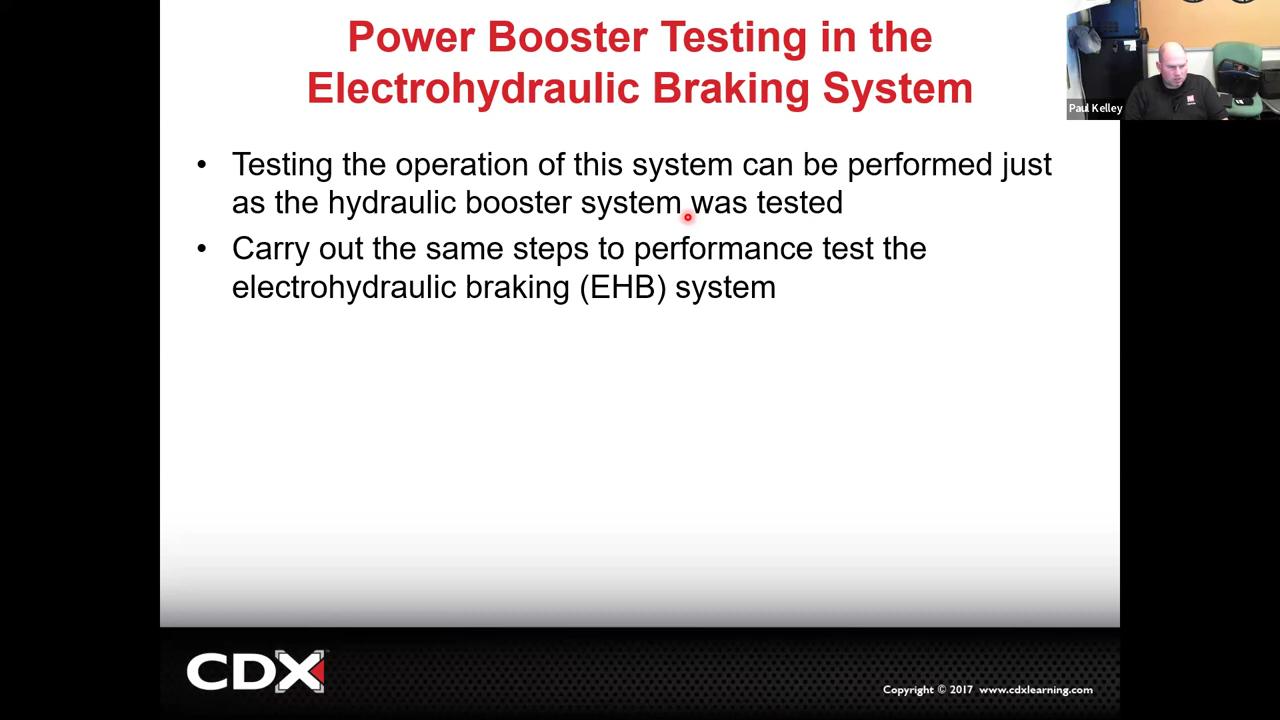 Power Booster Testing in the
Electrohydraulic Braking System
Paul Kelley
• Testing the operation of this system can be performed just
as the hydraulic booster system was tested
• Carry out the same steps to performance test the
electrohydraulic braking (EHB) system
CDX
Copyright © 2017 www.cdxlearning.com